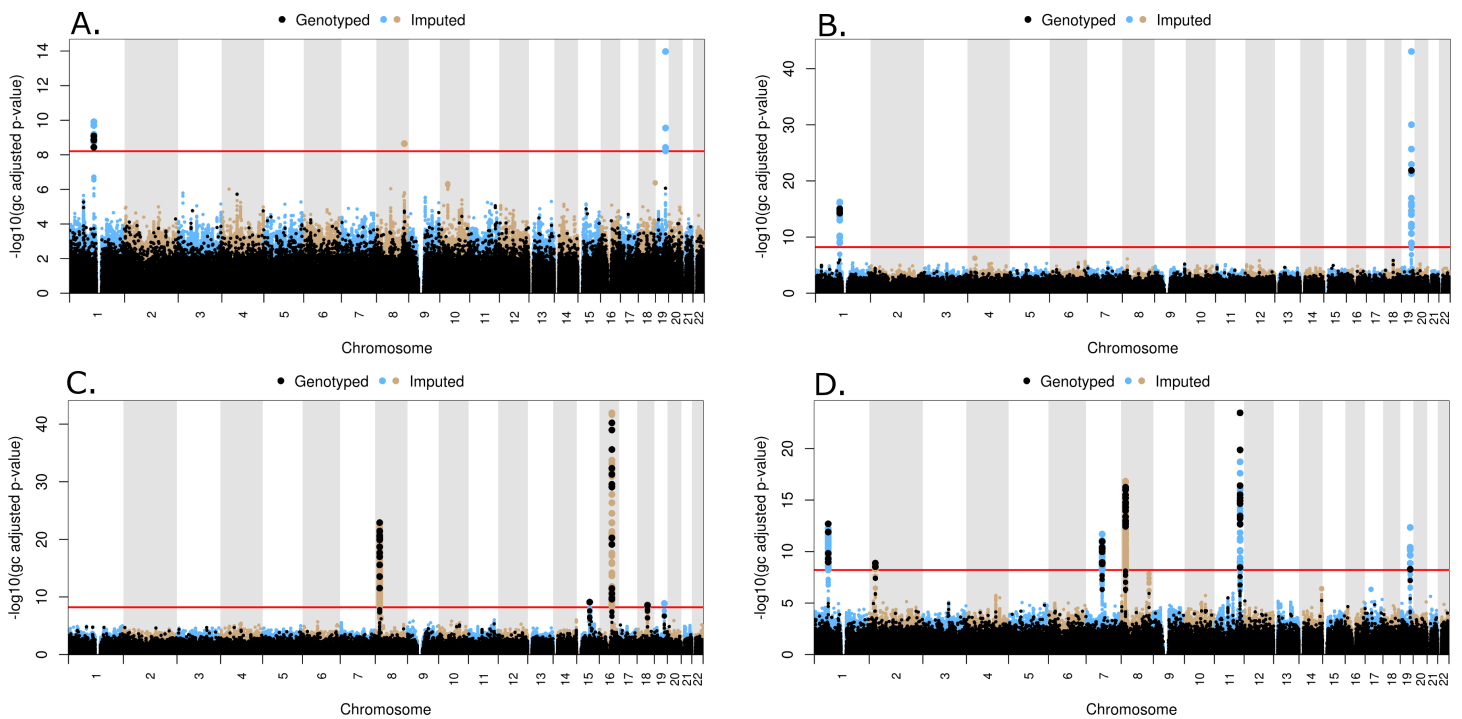 A.
Genotyped Imputed
-log10(gc adjusted p-value)
14
12
10
8
6
4
2
0
1 2 3 4 5 6 7 8 9 10 11 12 13 14 15 16 17 18 19 20 21 22
Chromosome
B.
Genotyped Imputed
-log10(gc adjusted p-value)
40
30
20
10
0
1 2 3 4 5 6 7 8 9 10 11 12 13 14 15 16 17 18 19 20 21 22
Chromosome
C.
Genotyped Imputed
-log10(gc adjusted p-value)
40
30
20
10
0
1 2 3 4 5 6 7 8 9 10 11 12 13 14 15 16 17 18 19 20 21 22
Chromosome
D.
Genotyped Imputed
-log10(gc adjusted p-value)
20
15
10
5
0
1 2 3 4 5 6 7 8 9 10 11 12 13 14 15 16 17 18 19 20 21 22
Chromosome